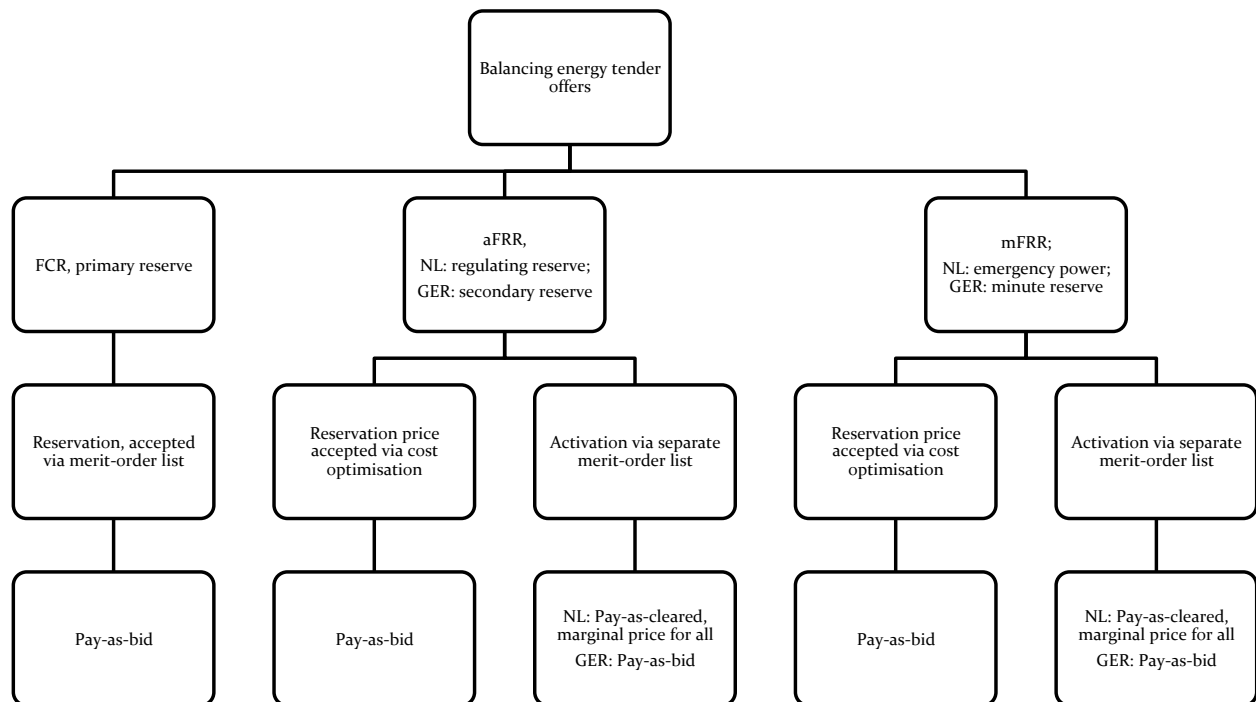 Balancing energy tender
offers
FCR, primary reserve
aFRR,
NL: regulating reserve;
GER: secondary reserve
mFRR;
NL: emergency power;
GER: minute reserve
Reservation, accepted
via merit-order list
Reservation price
accepted via cost
optimisation
Activation via separate
merit-order list
Reservation price
accepted via cost
optimisation
Activation via separate
merit-order list
Pay-as-bid
Pay-as-bid
NL: Pay-as-cleared,
marginal price for all
GER: Pay-as-bid
Pay-as-bid
NL: Pay-as-cleared,
marginal price for all
GER: Pay-as-bid